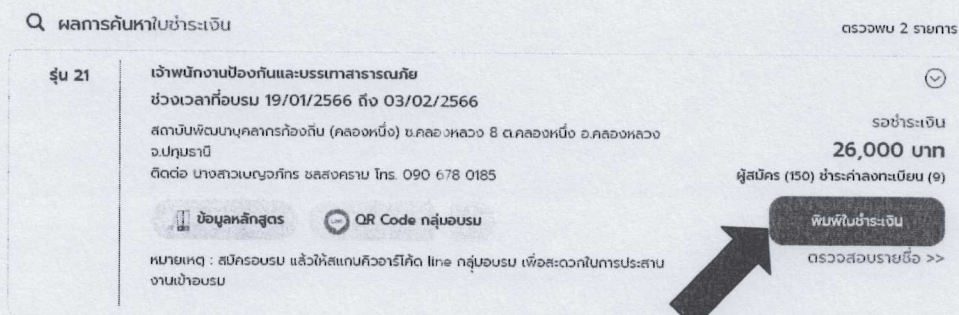 ผลการค้นหาใบชำระเงิน
ตรวจพบ 2 รายการ
รุ่น 21
เจ้าพนักงานป้องกันและบรรเทาสาธารณภัย
ช่วงเวลาที่อบรม 19/01/2566 ถึง 03/02/2566
สถาบันพัฒนาบุคลากรท้องถิ่น (คลองหนึ่ง) ซ.คลองหลวง 8 ต.คลองหนึ่ง อ.คลองหลวง
จ.ปทุมธานี
ติดต่อ นางสาวเบญจภัทร ชลสงคราม โทร. 090 678 0185
รอชำระเงิน
26,000 บาท
ผู้สมัคร (150) ชำระค่าลงทะเบียน (9)
ข้อมูลหลักสูตร
QR Code กลุ่มอบรม
พิมพ์ใบชำระเงิน
หมายเหตุ : สมัครอบรม แล้วให้สแกนคิวอาร์โค้ด line กลุ่มอบรม เพื่อสะดวกในการประสาน
งานเข้าอบรม
ตรวจสอบรายชื่อ >>